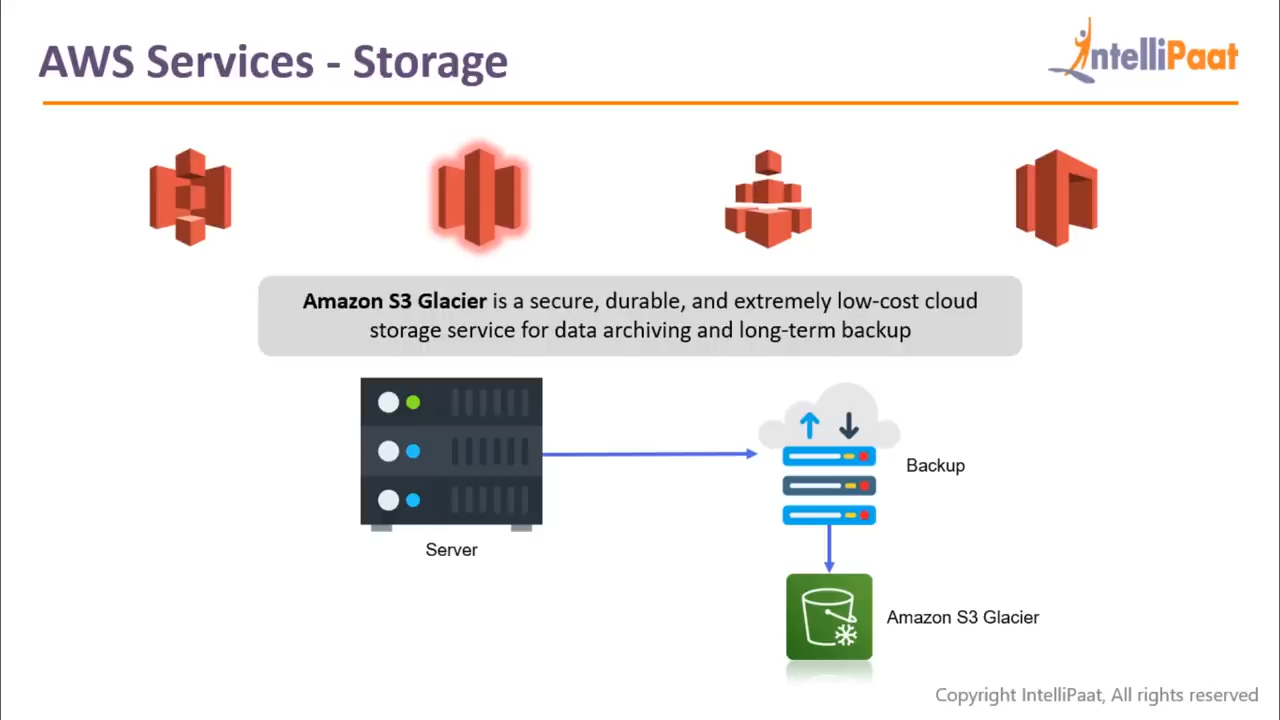 AWS Services - Storage
IntelliPaat
Amazon S3 Glacier is a secure, durable, and extremely low-cost cloud
storage service for data archiving and long-term backup
Backup
Server
Amazon S3 Glacier
Copyright IntelliPaat, All rights reserved